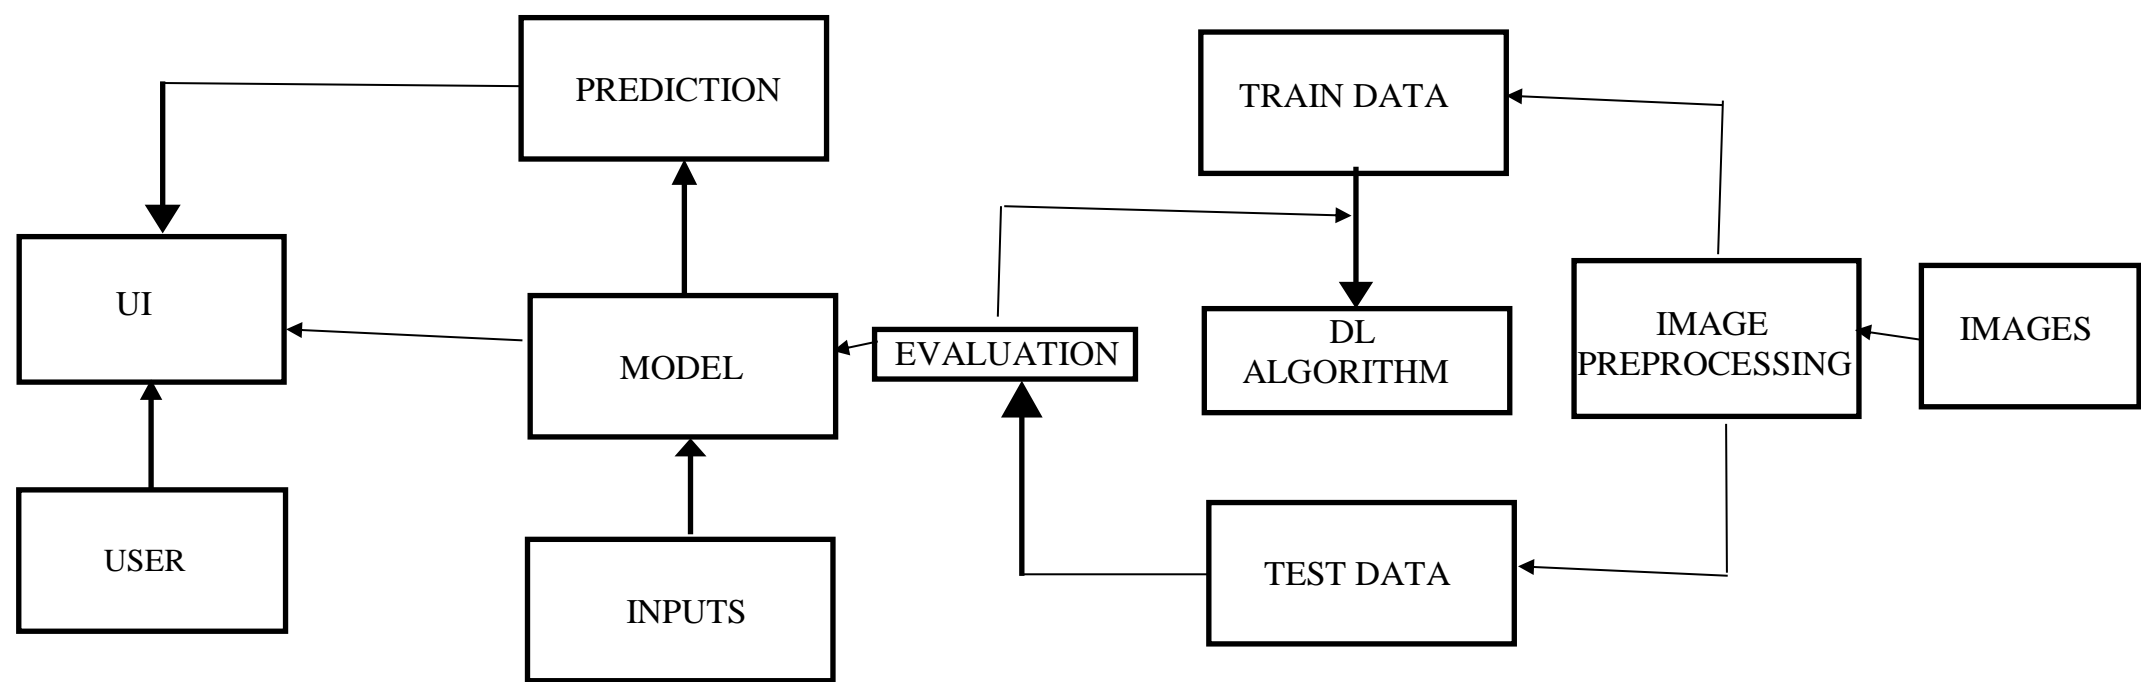 PREDICTION
TRAIN DATA
UI
MODEL
EVALUATION
DL
ALGORITHM
IMAGE
PREPROCESSING
IMAGES
USER
INPUTS
TEST DATA